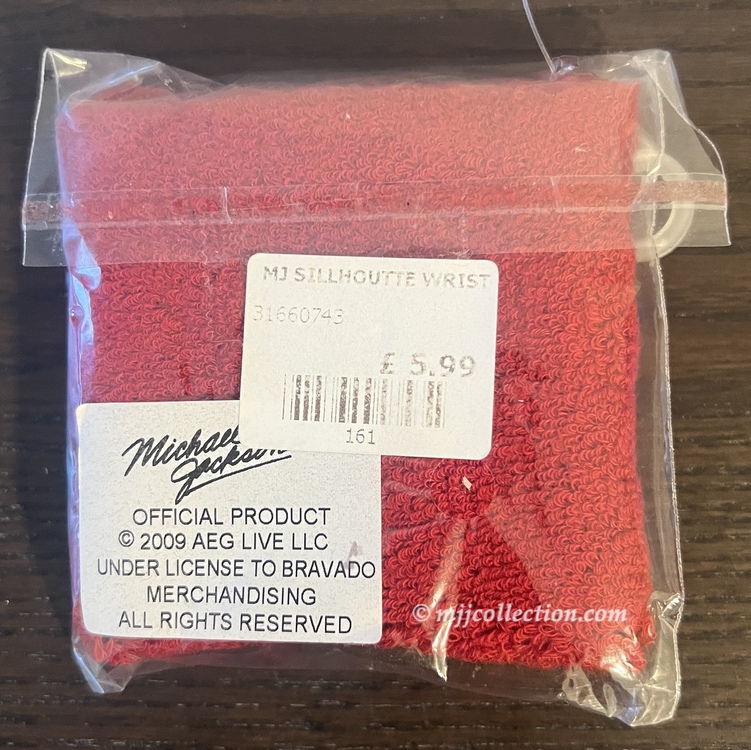 MJ SILLHOUTTE WRIST
31660743
£ 5.99
161
Michael
Jackson
OFFICIAL PRODUCT
© 2009 AEG LIVE LLC
UNDER LICENSE TO BRAVADO
MERCHANDISING
ALL RIGHTS RESERVED
© mjjcollection.com